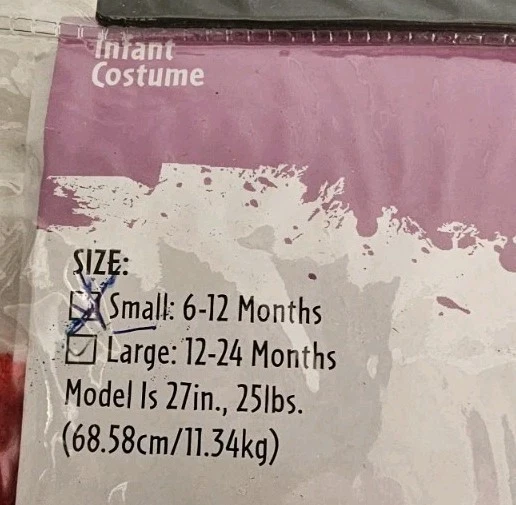 Infant
Costume
SIZE:
Small: 6-12 Months
Large: 12-24 Months
Model Is 27in., 25lbs.
(68.58cm/11.34kg)